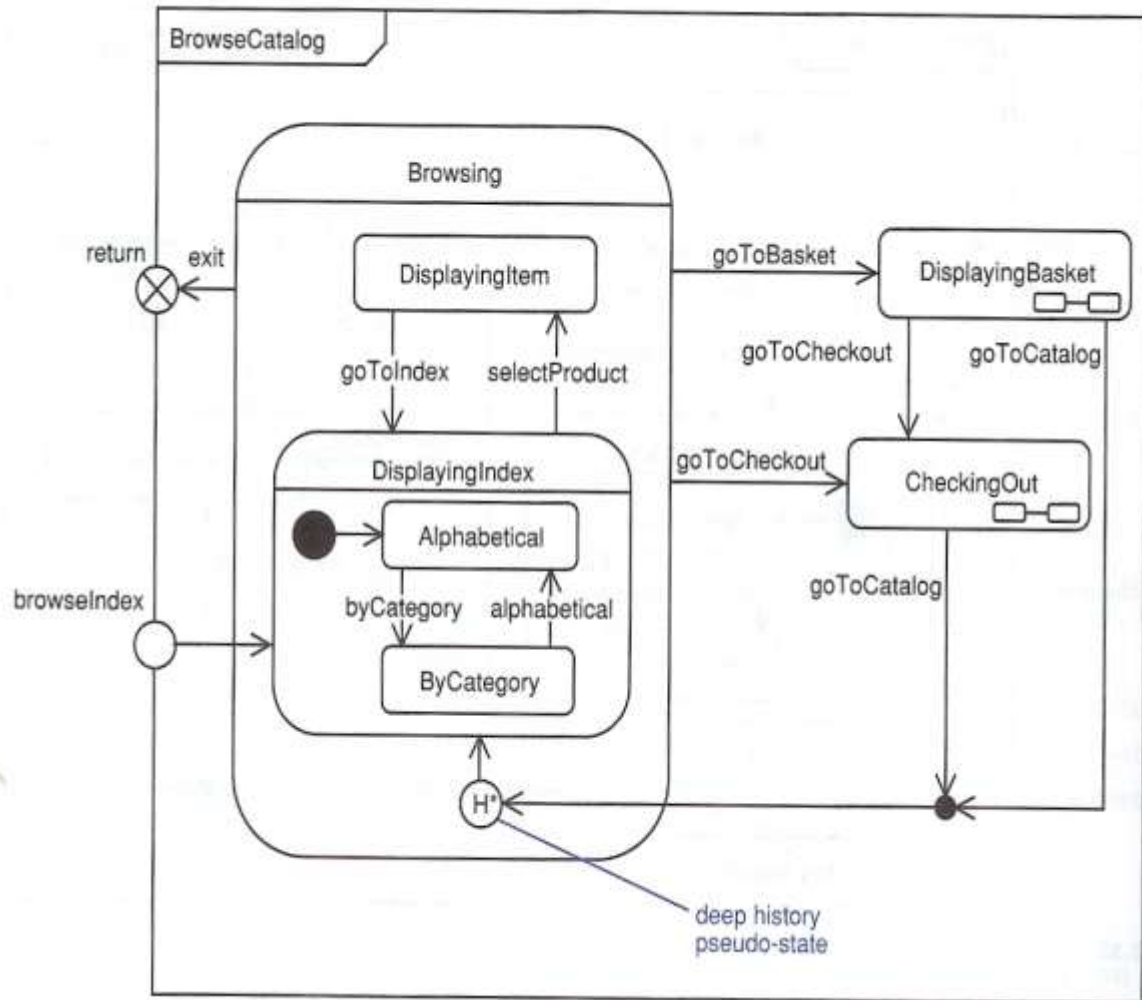 BrowseCatalog
Browsing
return
exit
DisplayingItem
goToBasket
DisplayingBasket
goToIndex
selectProduct
goToCheckout
goToCatalog
DisplayingIndex
goToCheckout
CheckingOut
Alphabetical
byCategory
alphabetical
goToCatalog
browseIndex
ByCategory
H*
deep history
pseudo-state